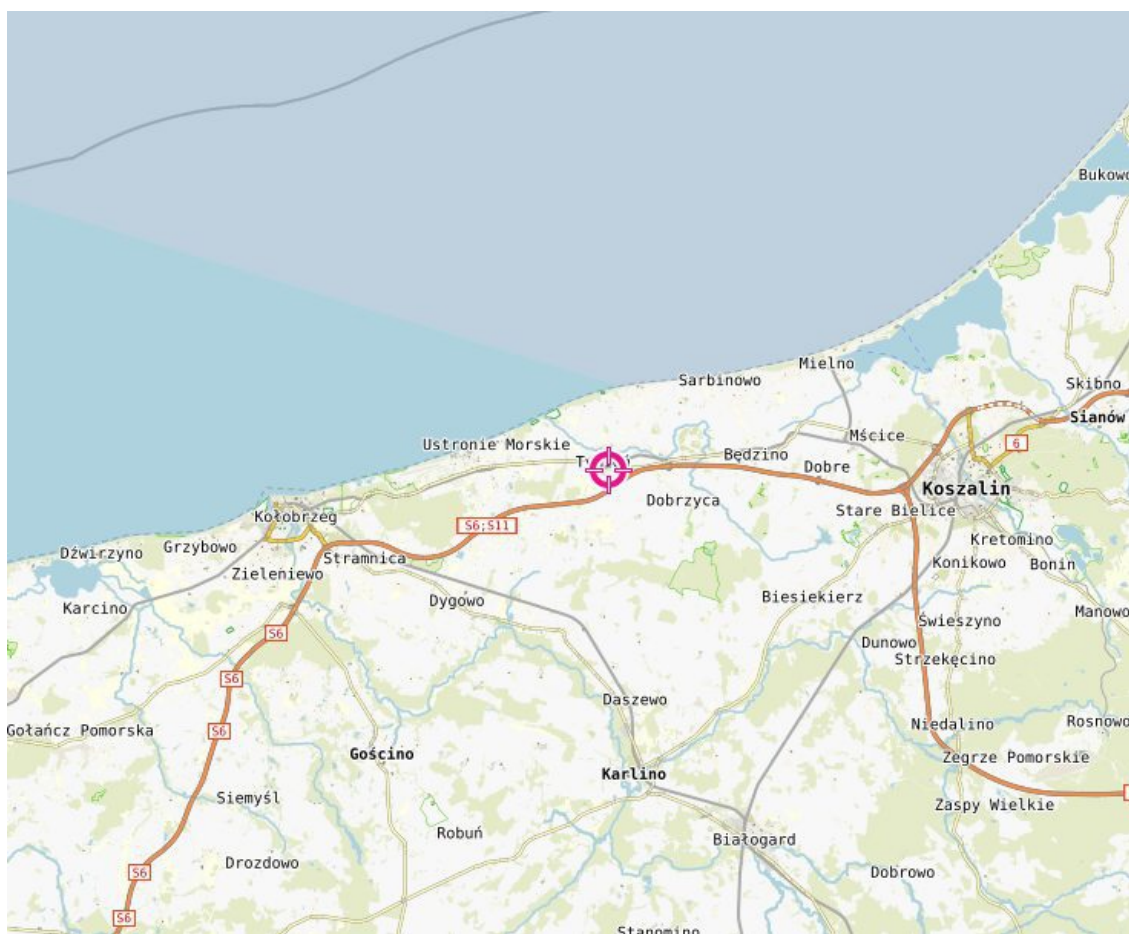 Bukowo
Mielno
Sarbinowo
Skibno
Sianów
Ustronie Morskie
Mścice
6
Będzino
Dobre
Koszalin
Dobrzyca
Stare Bielice
Kołobrzeg
S6;S11
Kretomino
Grzybowo
Dźwirzyno
Stramnica
Konikowo
Bonin
Zieleniewo
Karcino
Dygowo
Biesiekierz
Manowo
Świeszyno
S6
Dunowo
Strzekęcino
S6
Daszewo
Gołańcz Pomorska
S6
Niedalino
Rosnowo
Gościno
Zegrze Pomorskie
Karlino
Siemyśl
Zaspy Wielkie
Robuń
Białogard
Drozdowo
S6
Dobrowo
S6
Stanomino